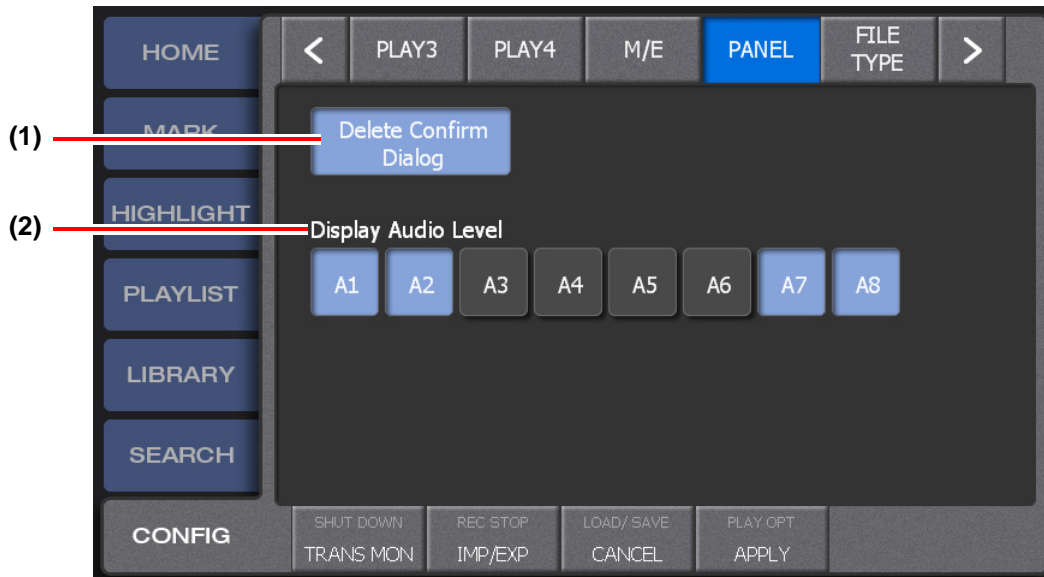 HOME
< PLAY3 PLAY4 M/E PANEL FILE TYPE >
(1) MARK Delete Confirm Dialog
HIGHLIGHT
(2) Display Audio Level
PLAYLIST A1 A2 A3 A4 A5 A6 A7 A8
LIBRARY
SEARCH
CONFIG
SHUT DOWN REC STOP LOAD/ SAVE PLAY OPT
TRANS MON IMP/EXP CANCEL APPLY